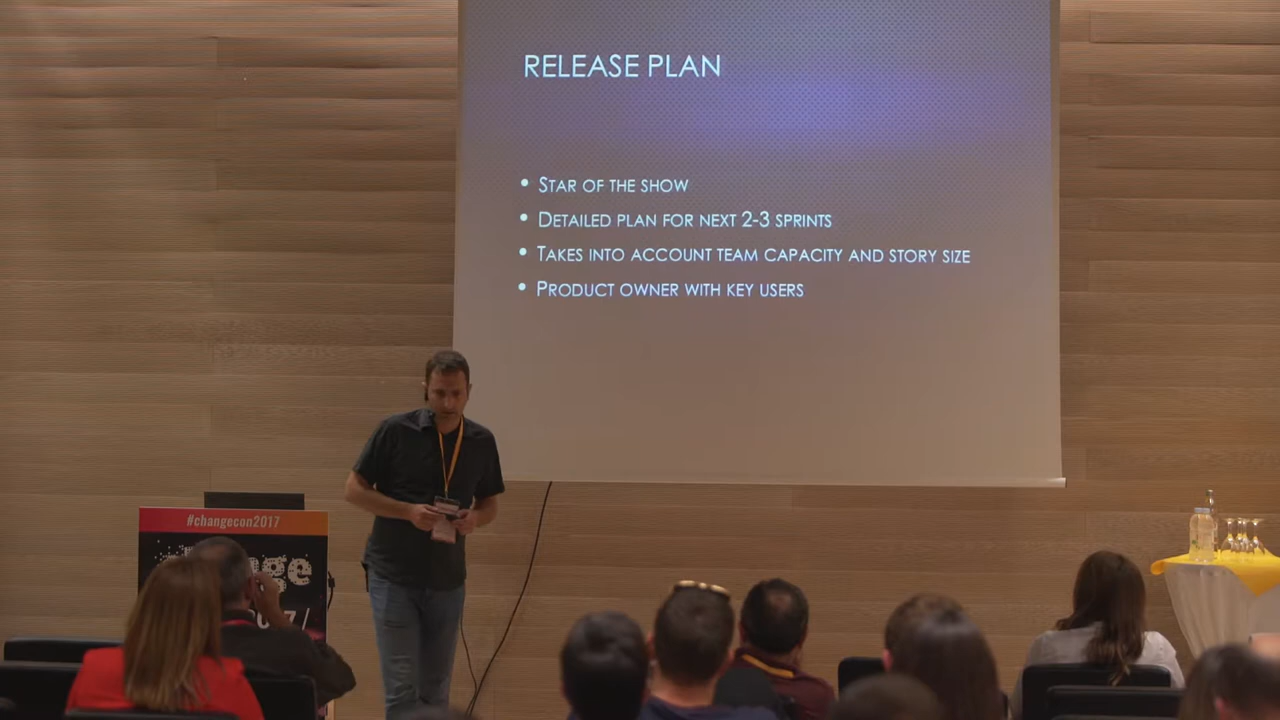 RELEASE PLAN
• STAR OF THE SHOW
• DETAILED PLAN FOR NEXT 2-3 SPRINTS
• TAKES INTO ACCOUNT TEAM CAPACITY AND STORY SIZE
• PRODUCT OWNER WITH KEY USERS
#changecon2017